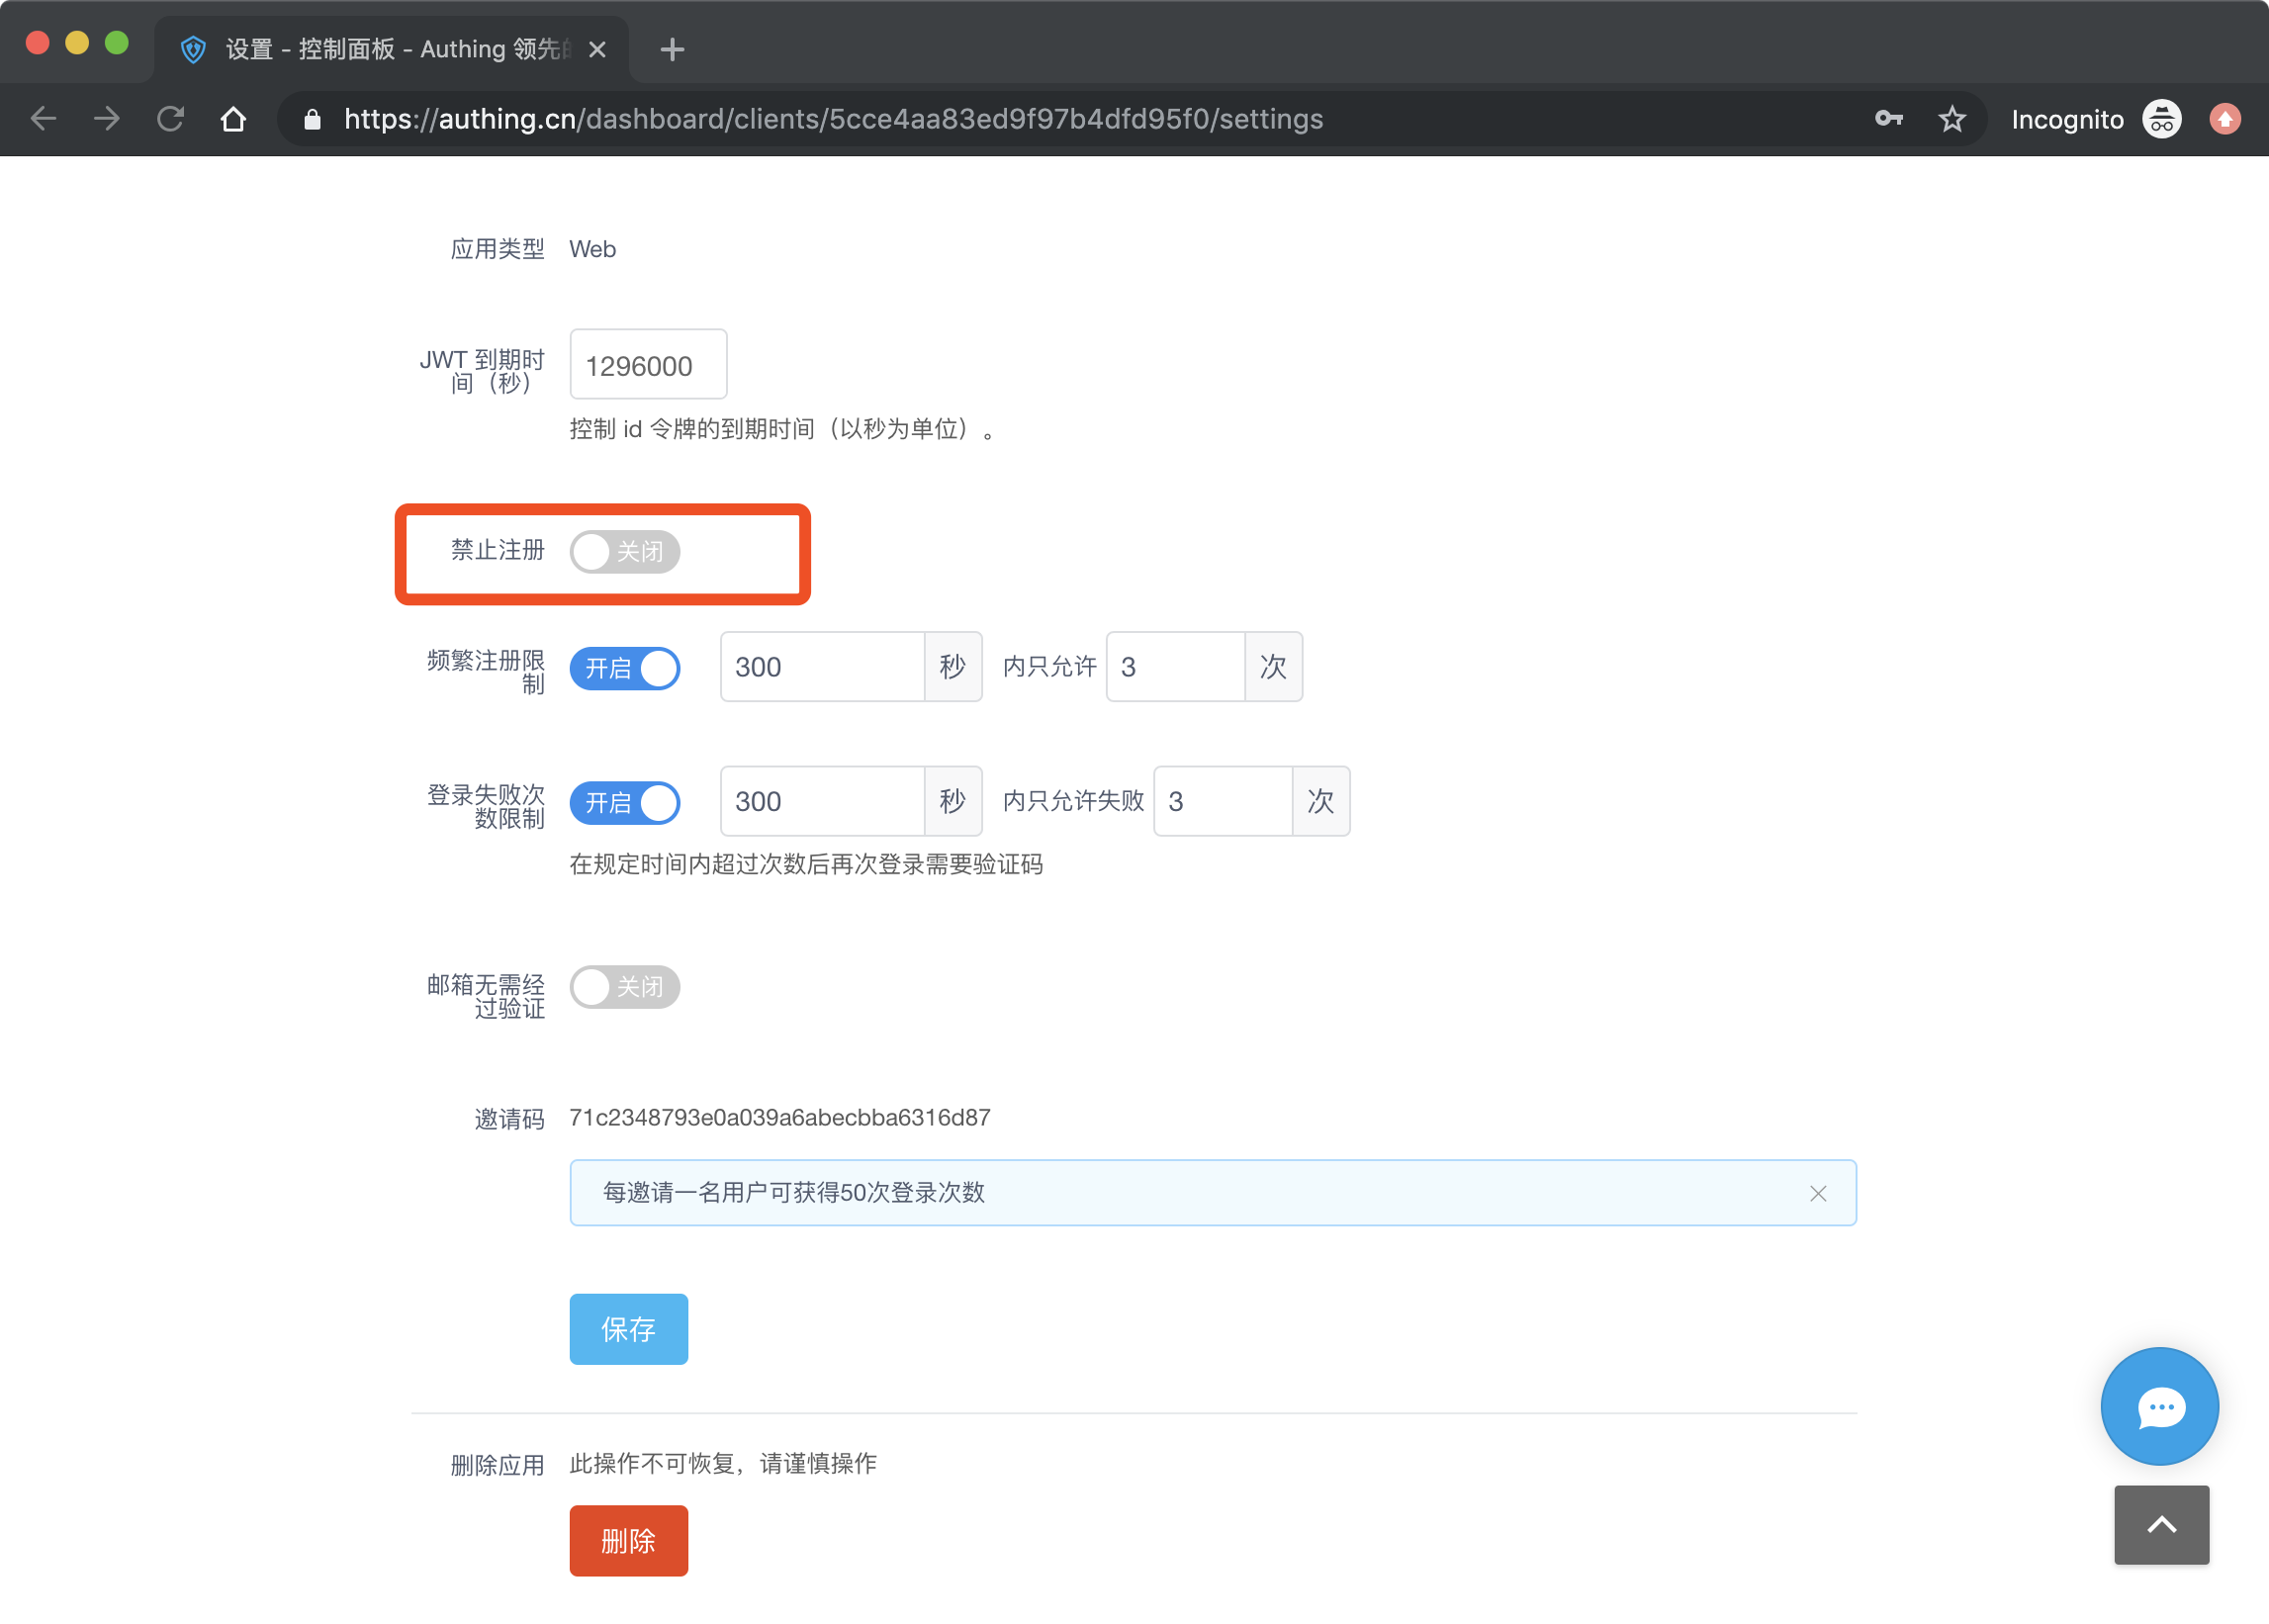 设置 - 控制面板 - Authing 领先
https://authing.cn/dashboard/clients/5cce4aa83ed9f97b4dfd95f0/settings
Incognito
应用类型 Web
JWT 到期时
间（秒）
1296000
控制 id 令牌的到期时间（以秒为单位）。
禁止注册 关闭
频繁注册限
制
开启 300 秒 内只允许 3 次
登录失败次
数限制
开启 300 秒 内只允许失败 3 次
在规定时间内超过次数后再次登录需要验证码
邮箱无需经
过验证
关闭
邀请码 71c2348793e0a039a6abecbba6316d87
每邀请一名用户可获得50次登录次数
保存
删除应用 此操作不可恢复，请谨慎操作
删除